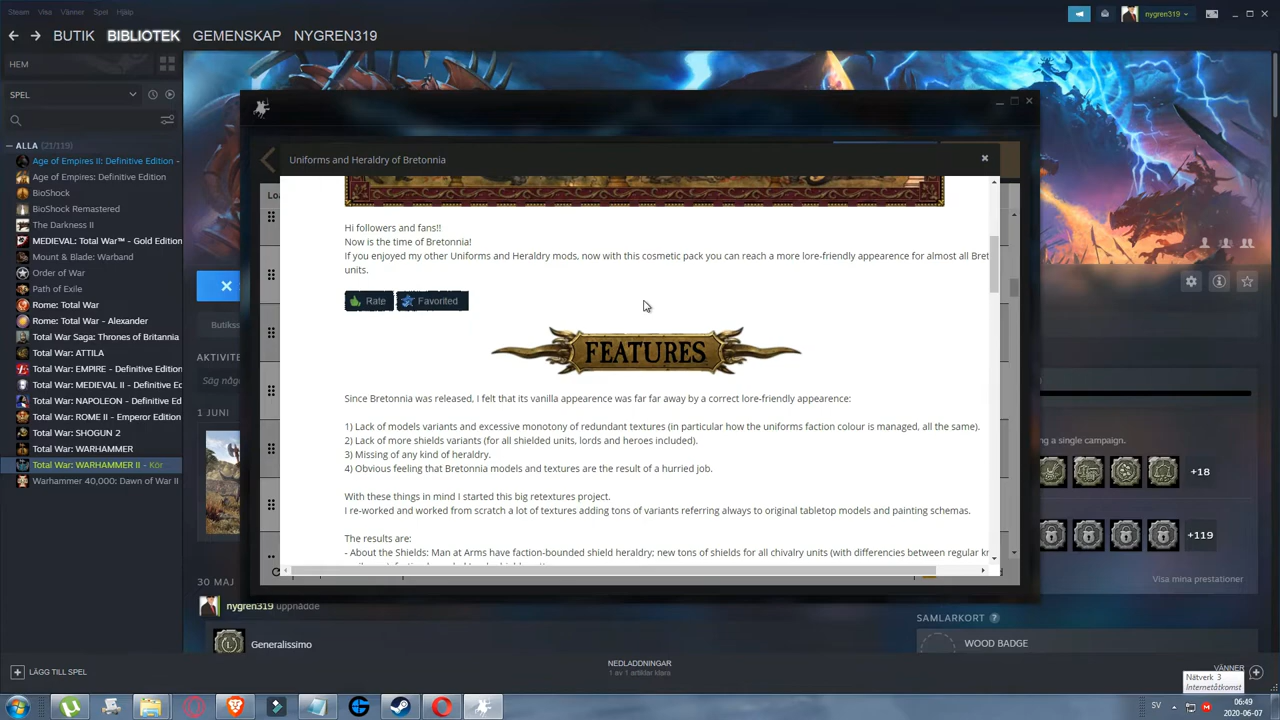 Steam Visa Vänner Spel Hjälp
nygren319
BUTIK BIBLIOTEK GEMENSKAP NYGREN319
HEM
SPEL
ALLA (21/119)
Age of Empires II: Definitive Edition -
Age of Empires: Definitive Edition
BioShock
BioShock Remastered
The Darkness II
MEDIEVAL: Total War™ - Gold Edition
Mount & Blade: Warband
Order of War
Path of Exile
Rome: Total War
Rome: Total War - Alexander
Total War Saga: Thrones of Britannia
Total War: ATTILA
Total War: EMPIRE - Definitive Edition
Total War: MEDIEVAL II - Definitive Ed
Total War: NAPOLEON - Definitive Ed
Total War: ROME II - Emperor Edition
Total War: SHOGUN 2
Total War: WARHAMMER
Total War: WARHAMMER II - Kör
Warhammer 40,000: Dawn of War II
LÄGG TILL SPEL
Butikss
AKTIVITE
Säg någo
1 JUNI
30 MAJ
nygren319 uppnådde
Generalissimo
Uniforms and Heraldry of Bretonnia
Loa
Hi followers and fans!!
Now is the time of Bretonnia!
If you enjoyed my other Uniforms and Heraldry mods, now with this cosmetic pack you can reach a more lore-friendly appearence for almost all Bret
units.
Rate Favorited
FEATURES
Since Bretonnia was released, I felt that its vanilla appearence was far far away by a correct lore-friendly appearence:
1) Lack of models variants and excessive monotony of redundant textures (in particular how the uniforms faction colour is managed, all the same).
2) Lack of more shields variants (for all shielded units, lords and heroes included).
3) Missing of any kind of heraldry.
4) Obvious feeling that Bretonnia models and textures are the result of a hurried job.
With these things in mind I started this big retextures project.
I re-worked and worked from scratch a lot of textures adding tons of variants referring always to original tabletop models and painting schemas.
The results are:
- About the Shields: Man at Arms have faction-bounded shield heraldry; new tons of shields for all chivalry units (with differencies between regular kn
ng a single campaign.
+18
+119
Visa mina prestationer
SAMLARKORT ?
WOOD BADGE
NEDLADDNINGAR
1 av 1 artiklar klara
VÄNNER
Nätverk 3
Internetåtkomst
SV
06:49
2020-06-07